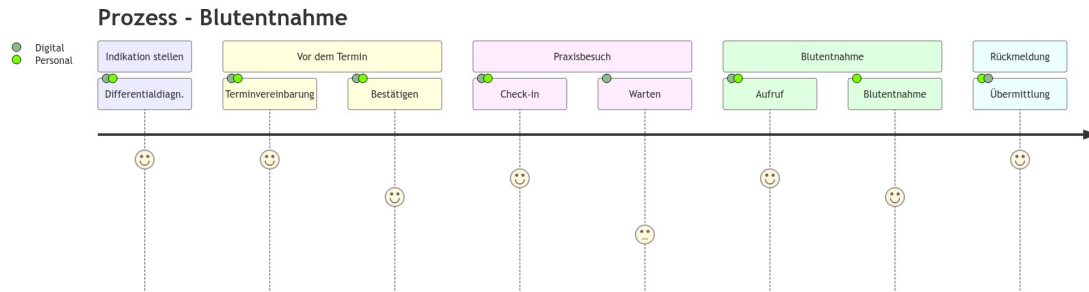 Prozess - Blutentnahme
Digital
Personal
Indikation stellen
Vor dem Termin
Praxisbesuch
Blutentnahme
Rückmeldung
Differentialdiagn.
Terminvereinbarung
Bestätigen
Check-in
Warten
Aufruf
Blutentnahme
Übermittlung